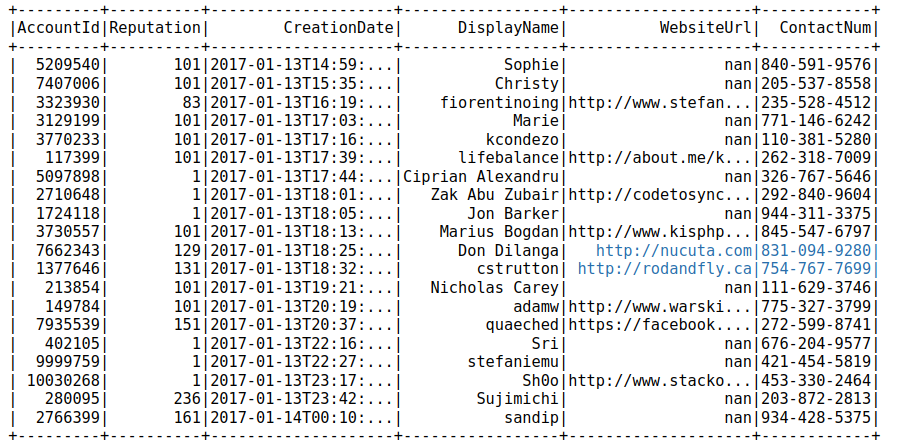 +---------+----------+--------------------+-----------------+--------------------+------------+
|AccountId|Reputation|        CreationDate|      DisplayName|          WebsiteUrl|  ContactNum|
+---------+----------+--------------------+-----------------+--------------------+------------+
|  5209540|       101|2017-01-13T14:59:...|           Sophie|                 nan|840-591-9576|
|  7407006|       101|2017-01-13T15:35:...|          Christy|                 nan|205-537-8558|
|  3323930|        83|2017-01-13T16:19:...|    fiorentinoing|http://www.stefan...|235-528-4512|
|  3129199|       101|2017-01-13T17:03:...|            Marie|                 nan|771-146-6242|
|  3770233|       101|2017-01-13T17:16:...|         kcondezo|                 nan|110-381-5280|
|   117399|       101|2017-01-13T17:39:...|      lifebalance|http://about.me/k...|262-318-7009|
|  5097898|         1|2017-01-13T17:44:...|Ciprian Alexandru|                 nan|326-767-5646|
|  2710648|         1|2017-01-13T18:01:...|   Zak Abu Zubair|http://codetosync...|292-840-9604|
|  1724118|         1|2017-01-13T18:05:...|       Jon Barker|                 nan|944-311-3375|
|  3730557|       101|2017-01-13T18:13:...|    Marius Bogdan|http://www.kisphp...|845-547-6797|
|  7662343|       129|2017-01-13T18:25:...|      Don Dilanga|    http://nucuta.com|831-094-9280|
|  1377646|       131|2017-01-13T18:32:...|        cstrutton| http://rodandfly.ca|754-767-7699|
|   213854|       101|2017-01-13T19:21:...|   Nicholas Carey|                 nan|111-629-3746|
|   149784|       101|2017-01-13T20:19:...|            adamw|http://www.warski...|775-327-3799|
|  7935539|       151|2017-01-13T20:37:...|         quaeched|https://facebook....|272-599-8741|
|   402105|         1|2017-01-13T22:16:...|              Sri|                 nan|676-204-9577|
|  9999759|         1|2017-01-13T22:27:...|       stefaniemu|                 nan|421-454-5819|
| 10030268|         1|2017-01-13T23:17:...|             Sh0o|http://www.stacko...|453-330-2464|
|   280095|       236|2017-01-13T23:42:...|        Sujimichi|                 nan|203-872-2813|
|  2766399|       161|2017-01-14T00:10:...|           sandip|                 nan|934-428-5375|
+---------+----------+--------------------+-----------------+--------------------+------------+